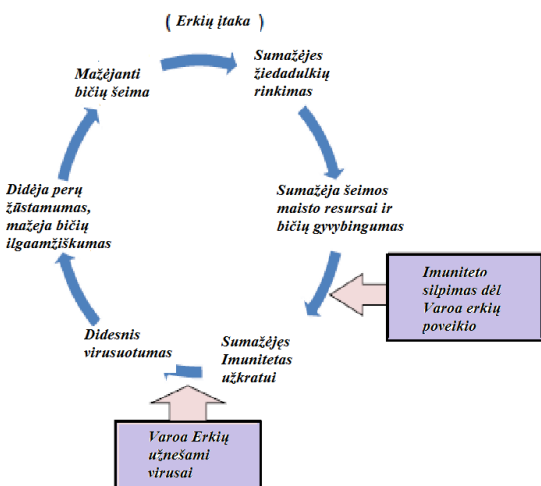 ( Erkių įtaka )
Sumažėjes
žiedadulkių
rinkimas
Sumažėja šeimos
maisto resursai ir
bičių gyvybingumas
Imuniteto
silpimas dėl
Varoa erkių
poveikio
Sumažėjęs
Imunitetas
užkratui
Varoa Erkių
užnešami
virusai
Didesnis
virusuotumas
Didėja perų
žūstamumas,
mažeja bičių
ilgaamžiškumas
Mažėjanti
bičių šeima